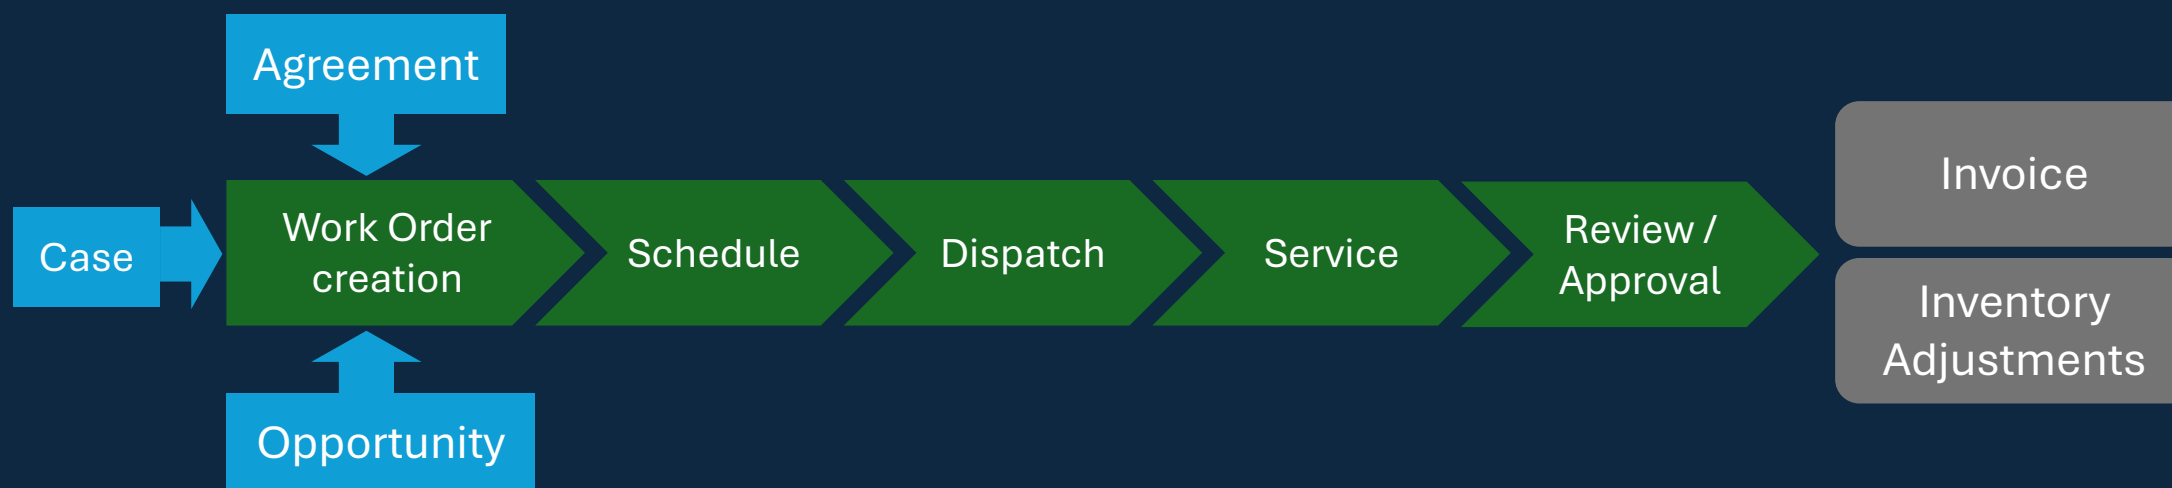 Agreement
Case
Work Order
creation
Schedule
Dispatch
Service
Review /
Approval
Invoice
Inventory
Adjustments
Opportunity